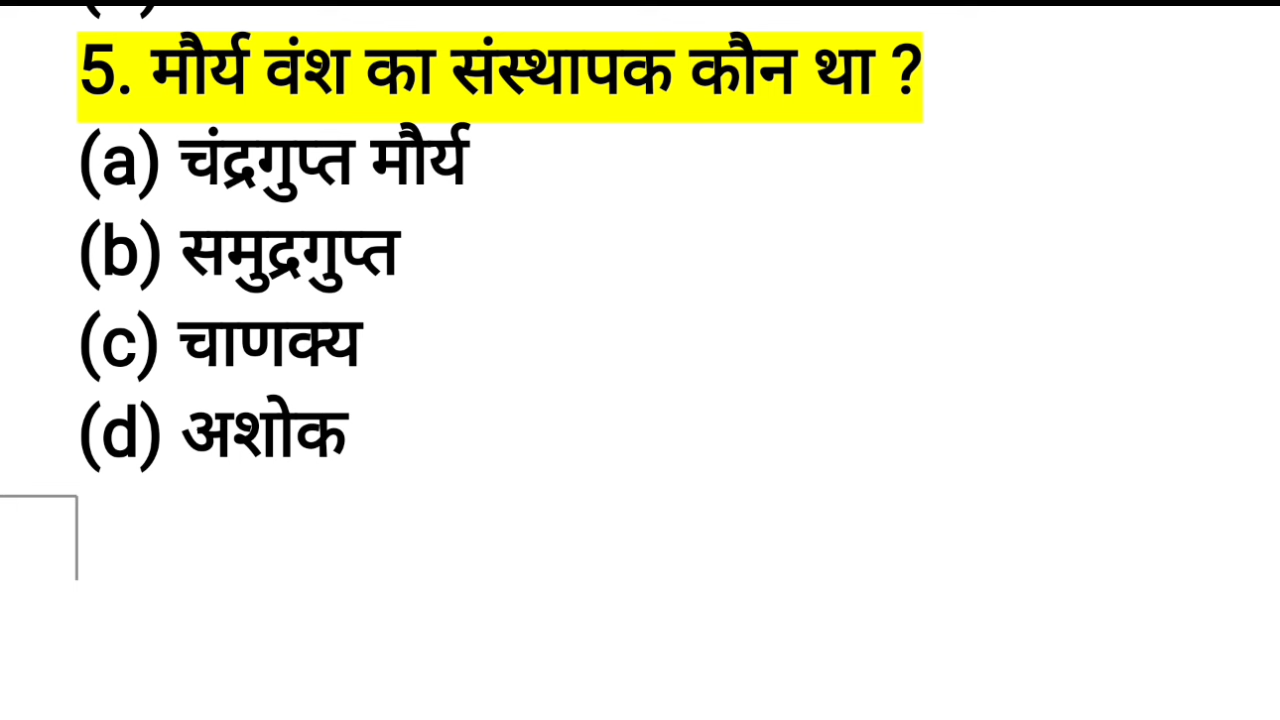 5. मौर्य वंश का संस्थापक कौन था ?
(a) चंद्रगुप्त मौर्य
(b) समुद्रगुप्त
(c) चाणक्य
(d) अशोक